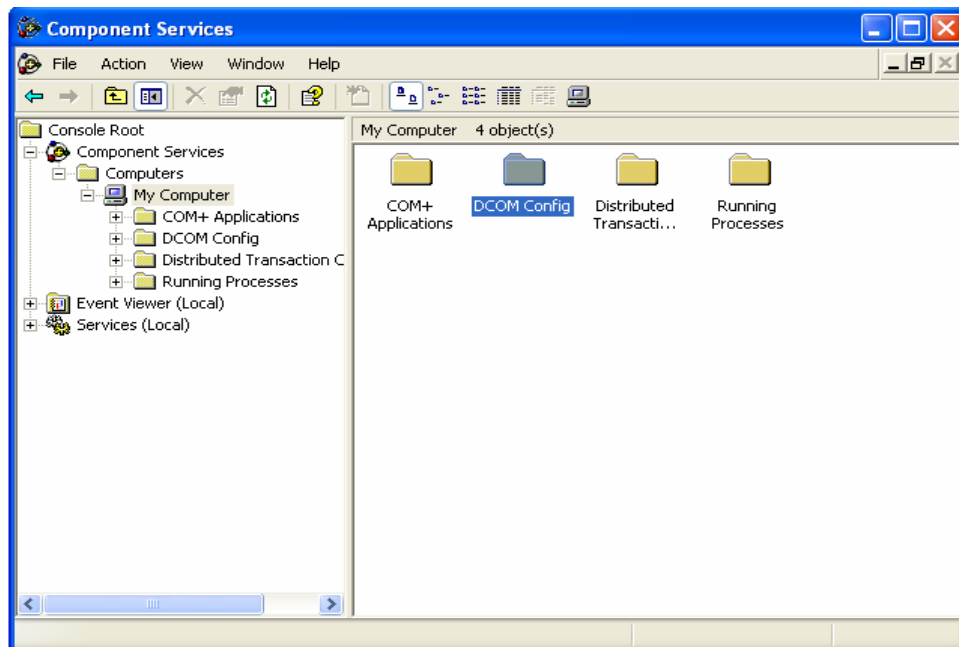 Component Services
File Action View Window Help
Console Root
Component Services
Computers
My Computer
COM+ Applications
DCOM Config
Distributed Transaction C
Running Processes
Event Viewer (Local)
Services (Local)
My Computer 4 object(s)
COM+
Applications
DCOM Config
Distributed
Transacti...
Running
Processes